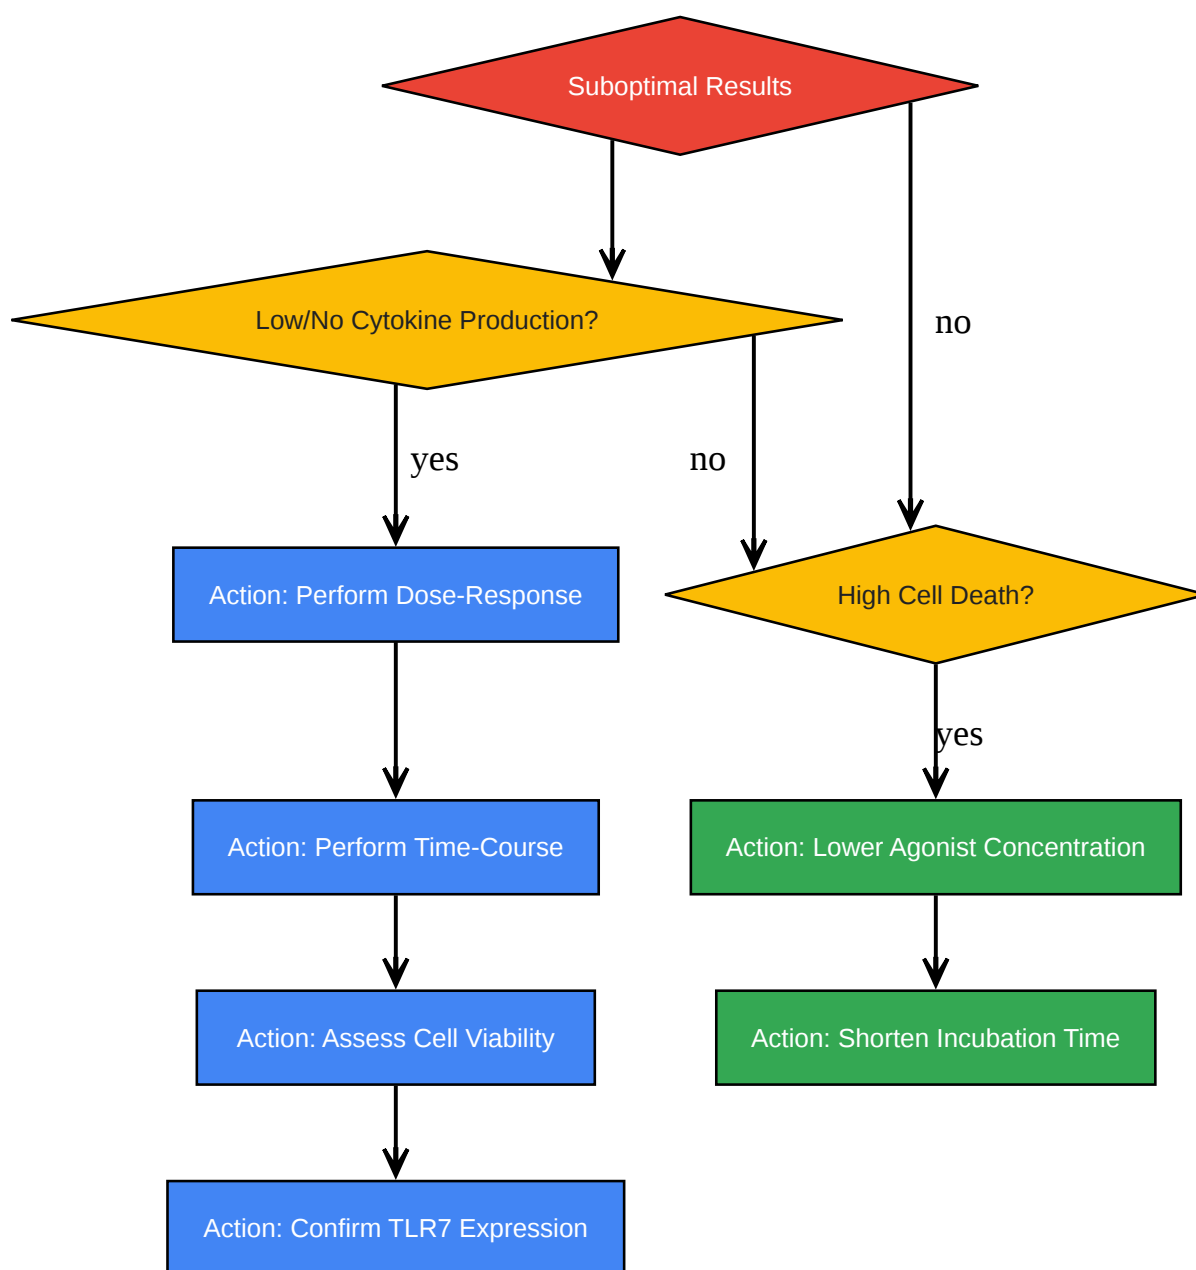 Suboptimal Results
Low/No Cytokine Production?
no
yes
no
Action: Perform Dose-Response
High Cell Death?
yes
Action: Perform Time-Course
Action: Lower Agonist Concentration
Action: Assess Cell Viability
Action: Shorten Incubation Time
Action: Confirm TLR7 Expression